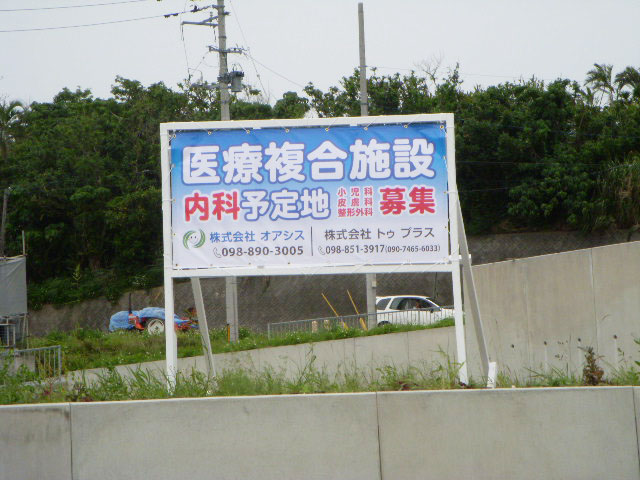 医療複合施設
内科予定地 小児科 皮膚科 整形外科 募集
株式会社 オアシス
098-890-3005
株式会社 トゥ プラス
098-851-3917(090-7465-6033)